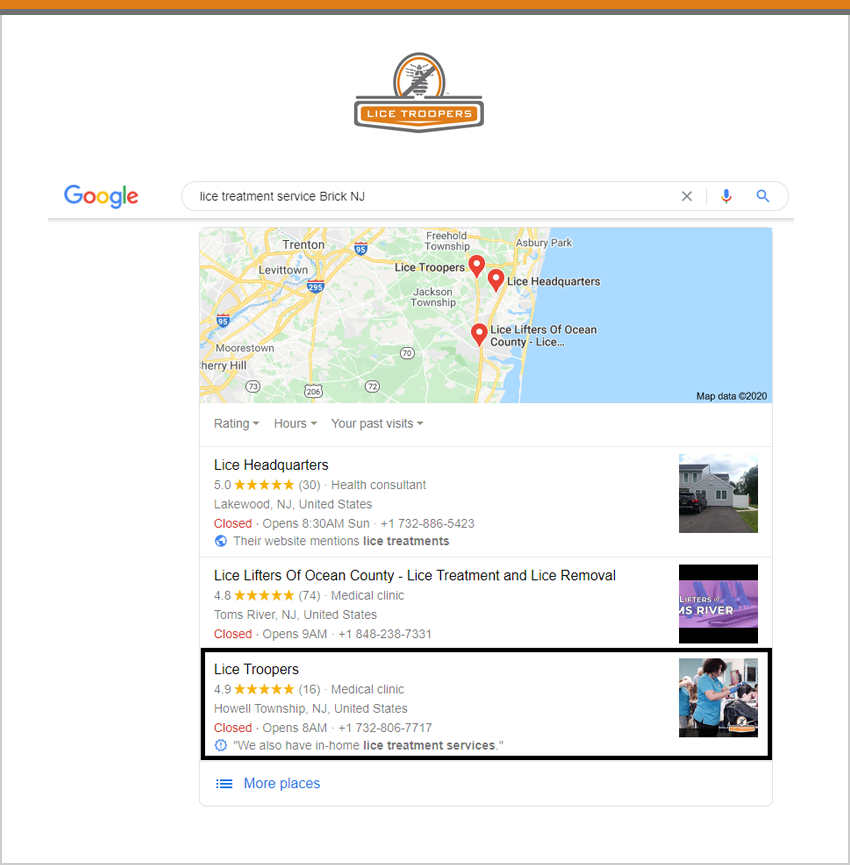 LICE TROOPERS
Google
lice treatment service Brick NJ
Freehold
Township
Asbury Park
Trenton
95
Lice Troopers
Levittown
Lice Headquarters
295
Jackson
Township
95
Lice Lifters Of Ocean
County - Lice...
Moorestown
70
Cherry Hill
73
206
72
Map data ©2020
Rating Hours Your past visits
Lice Headquarters
5.0 ★★★★★ (30) · Health consultant
Lakewood, NJ, United States
Closed · Opens 8:30AM Sun · +1 732-886-5423
Their website mentions lice treatments
Lice Lifters Of Ocean County - Lice Treatment and Lice Removal
4.8 ★★★★★ (74) · Medical clinic
Toms River, NJ, United States
Closed · Opens 9AM · +1 848-238-7331
LIFTERS
MS RIVER
Lice Troopers
4.9 ★★★★★ (16) · Medical clinic
Howell Township, NJ, United States
Closed · Opens 8AM · +1 732-806-7717
"We also have in-home lice treatment services."
More places